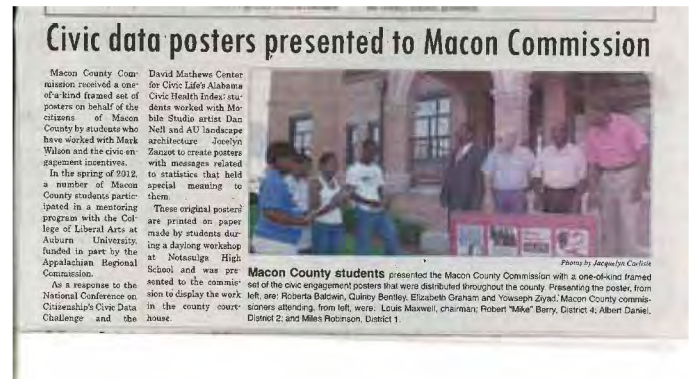 Civic data posters presented to Macon Commission
Macon County Com-
mission received a one-
of-a-kind framed set of
posters on behalf of the
citizens of Macon
County by students who
have worked with Mark
Wilson and the civic en-
gagement incentives.
In the spring of 2012,
a number of Macon
County students partic-
ipated in a mentoring
program with the Col-
lege of Liberal Arts at
Auburn University,
funded in part by the
Appalachian Regional
Commission.
As a response to the
National Conference on
Citizenship's Civic Data
Challenge and the
David Mathews Center
for Civic Life's Alabama
Civic Health Index; stu-
dents worked with Mo-
bile Studio artist Dan
Neil and AU landscape
architecture Jocelyn
Zanzot to create posters
with messages related
to statistics that held
special meaning to
them.
These original posters
are printed on paper
made by students dur-
ing a daylong workshop
at Notasulga High
School and was pre-
sented to the commis-
sion to display the work
in the county court-
house.
Photos by Jacquelyn Carlisle
Macon County students presented the Macon County Commission with a one-of-kind framed
set of the civic engagement posters that were distributed throughout the county. Presenting the poster, from
left, are: Roberta Baldwin, Quincy Bentley, Elizabeth Graham and Yowseph Ziyad. Macon County commis-
sioners attending, from left, were: Louis Maxwell, chairman; Robert "Mike" Berry, District 4; Albert Daniel,
District 2; and Miles Robinson, District 1.